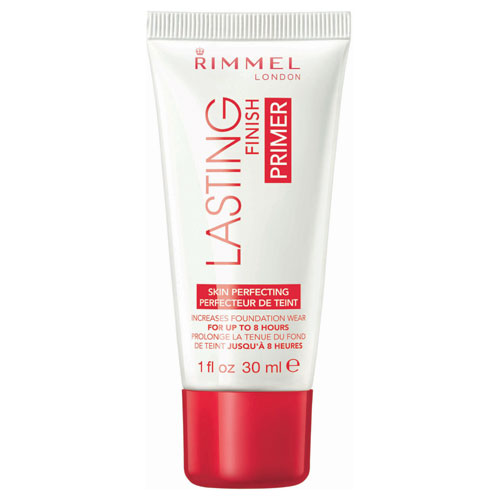 RIMMEL
LONDON
LASTING
FINISH
PRIMER
SKIN PERFECTING
PERFECTEUR DE TEINT
INCREASES FOUNDATION WEAR
FOR UP TO 8 HOURS
PROLONGE LA TENUE DU FOND
DE TEINT JUSQU'À 8 HEURES
1 fl oz 30 ml ℮